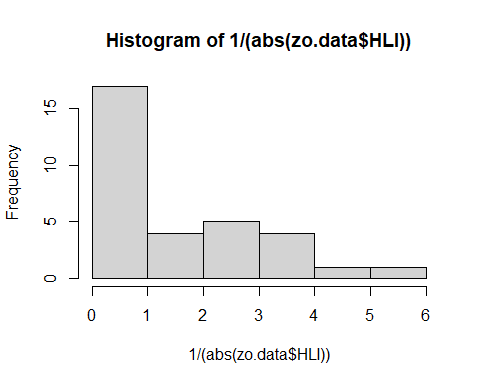 Histogram of 1/(abs(zo.data$HLI))
Frequency
15
10
5
0
0 1 2 3 4 5 6
1/(abs(zo.data$HLI))